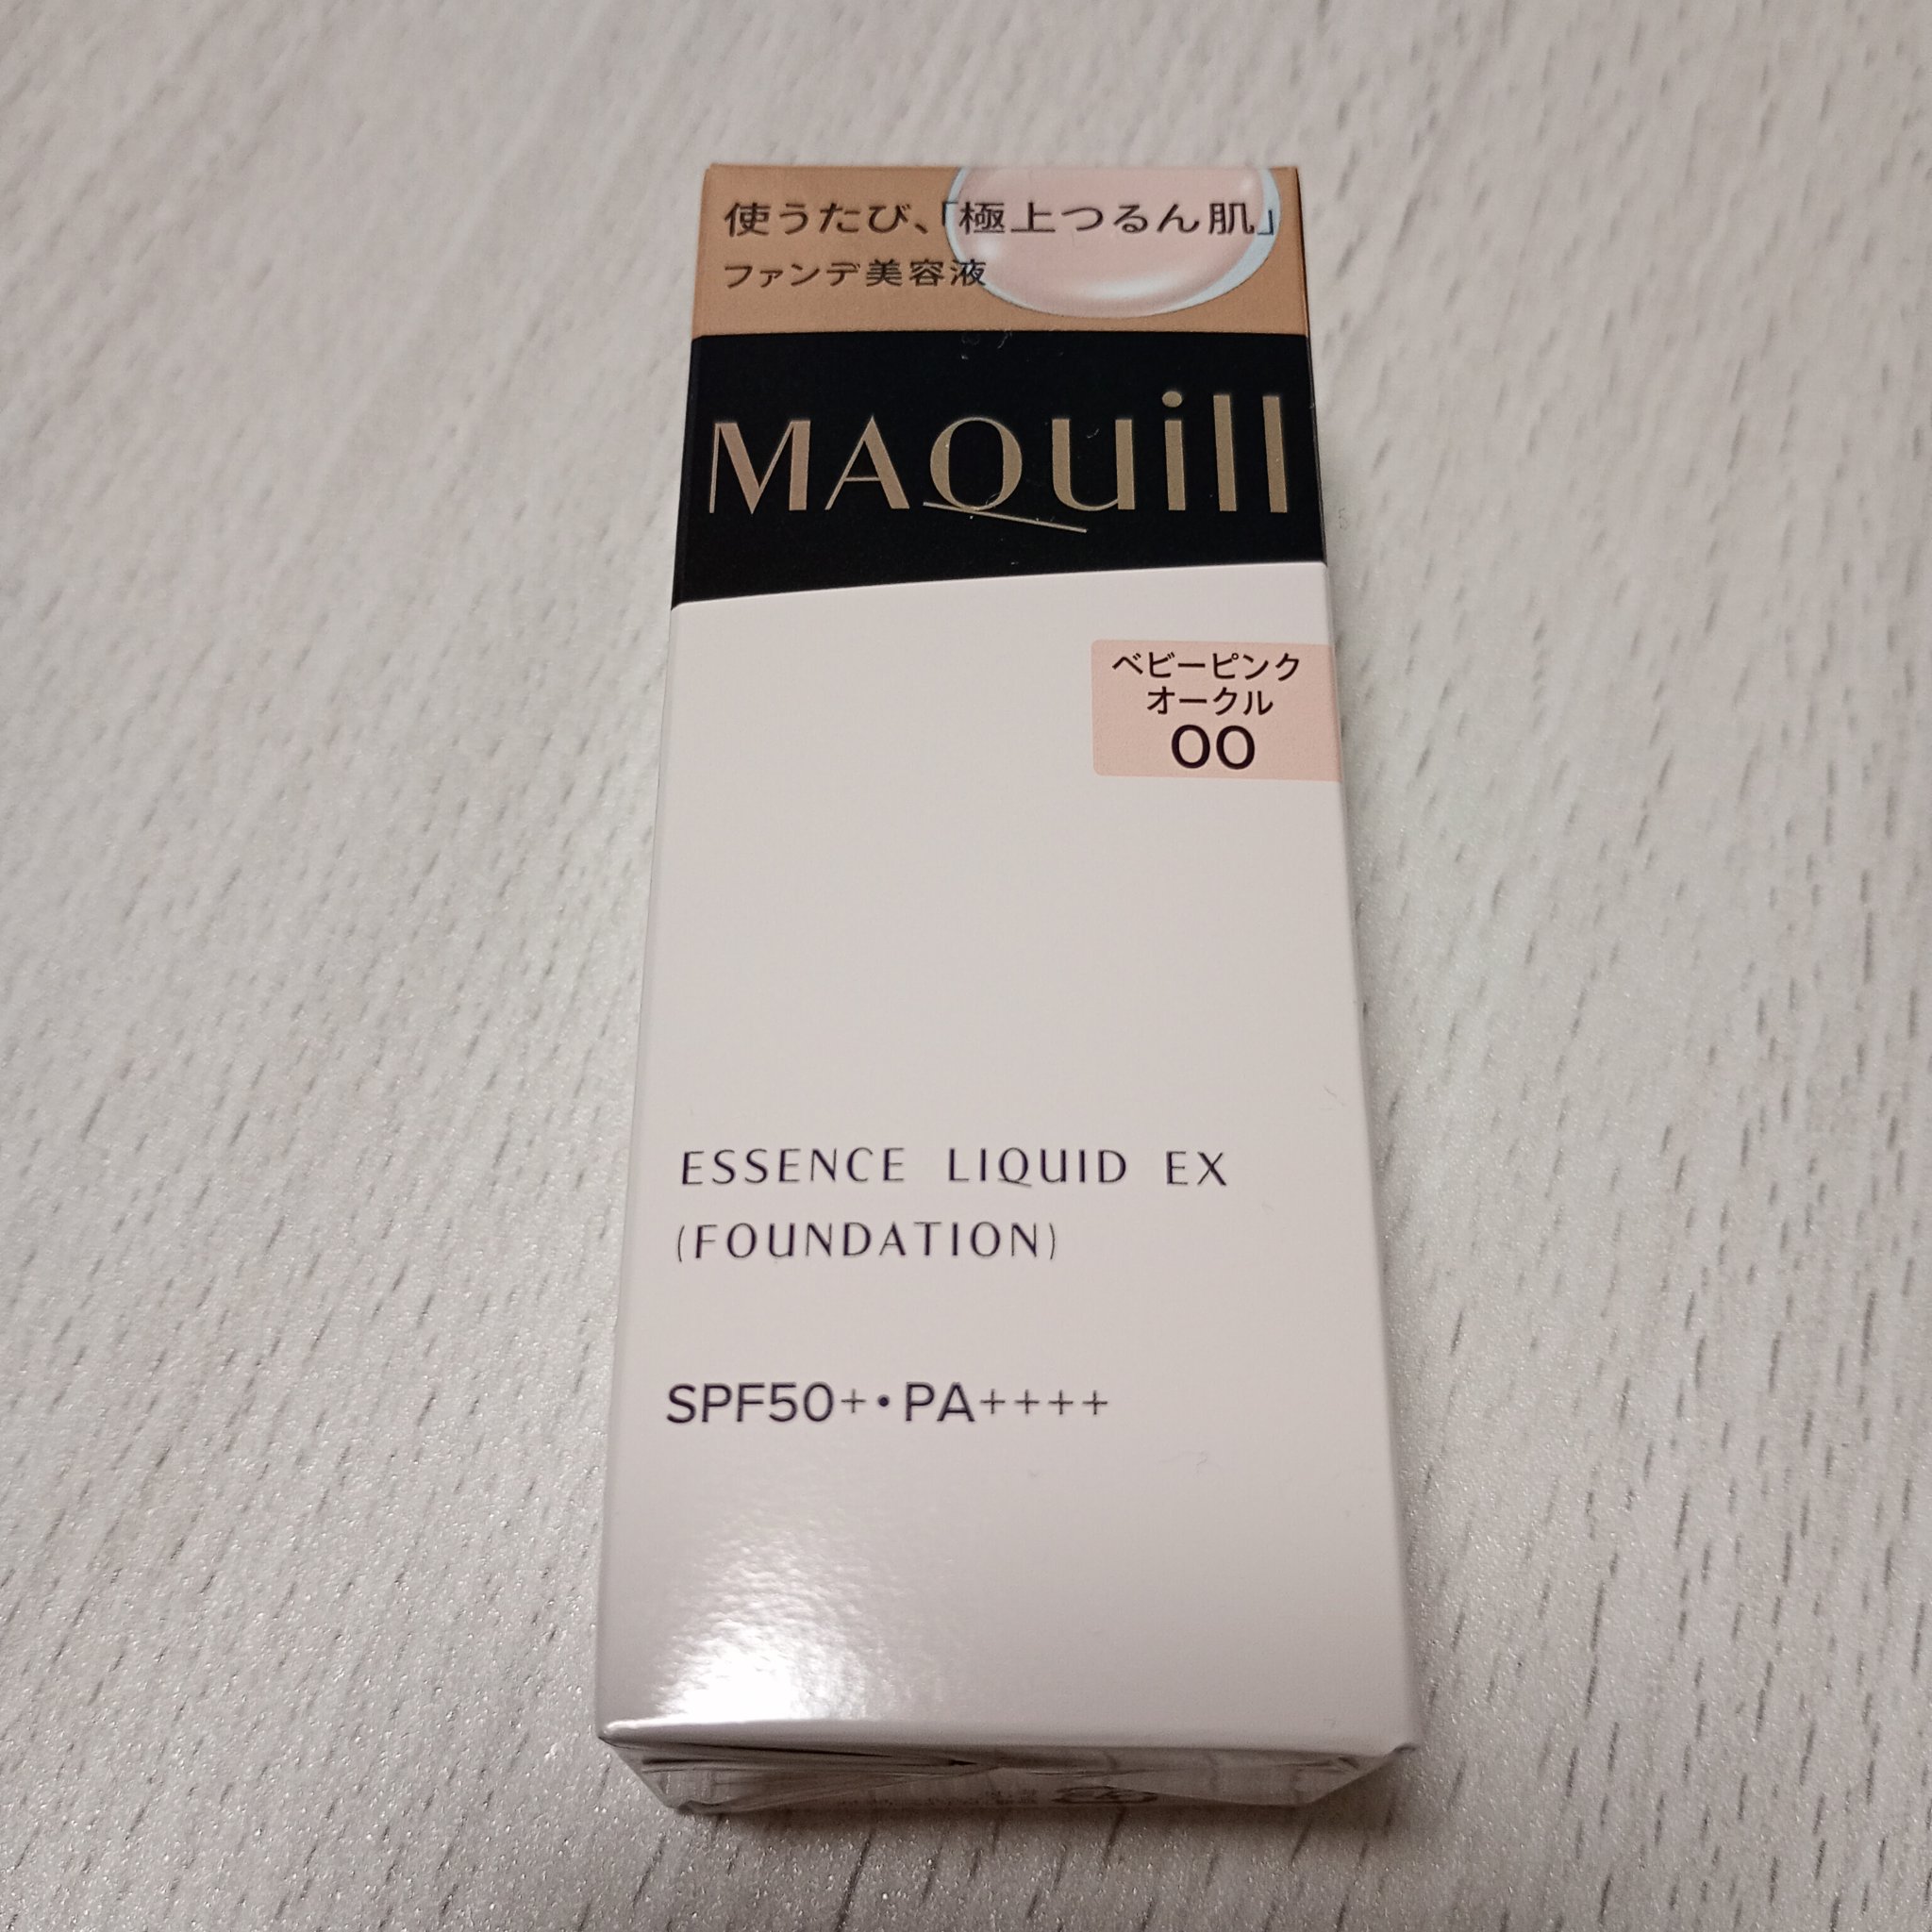 使うたび、「極上つるん肌」
ファンデ美容液
MAQuill
ベビーピンク
オークル
00
ESSENCE LIQUID EX
(FOUNDATION)
SPF50+・PA++++